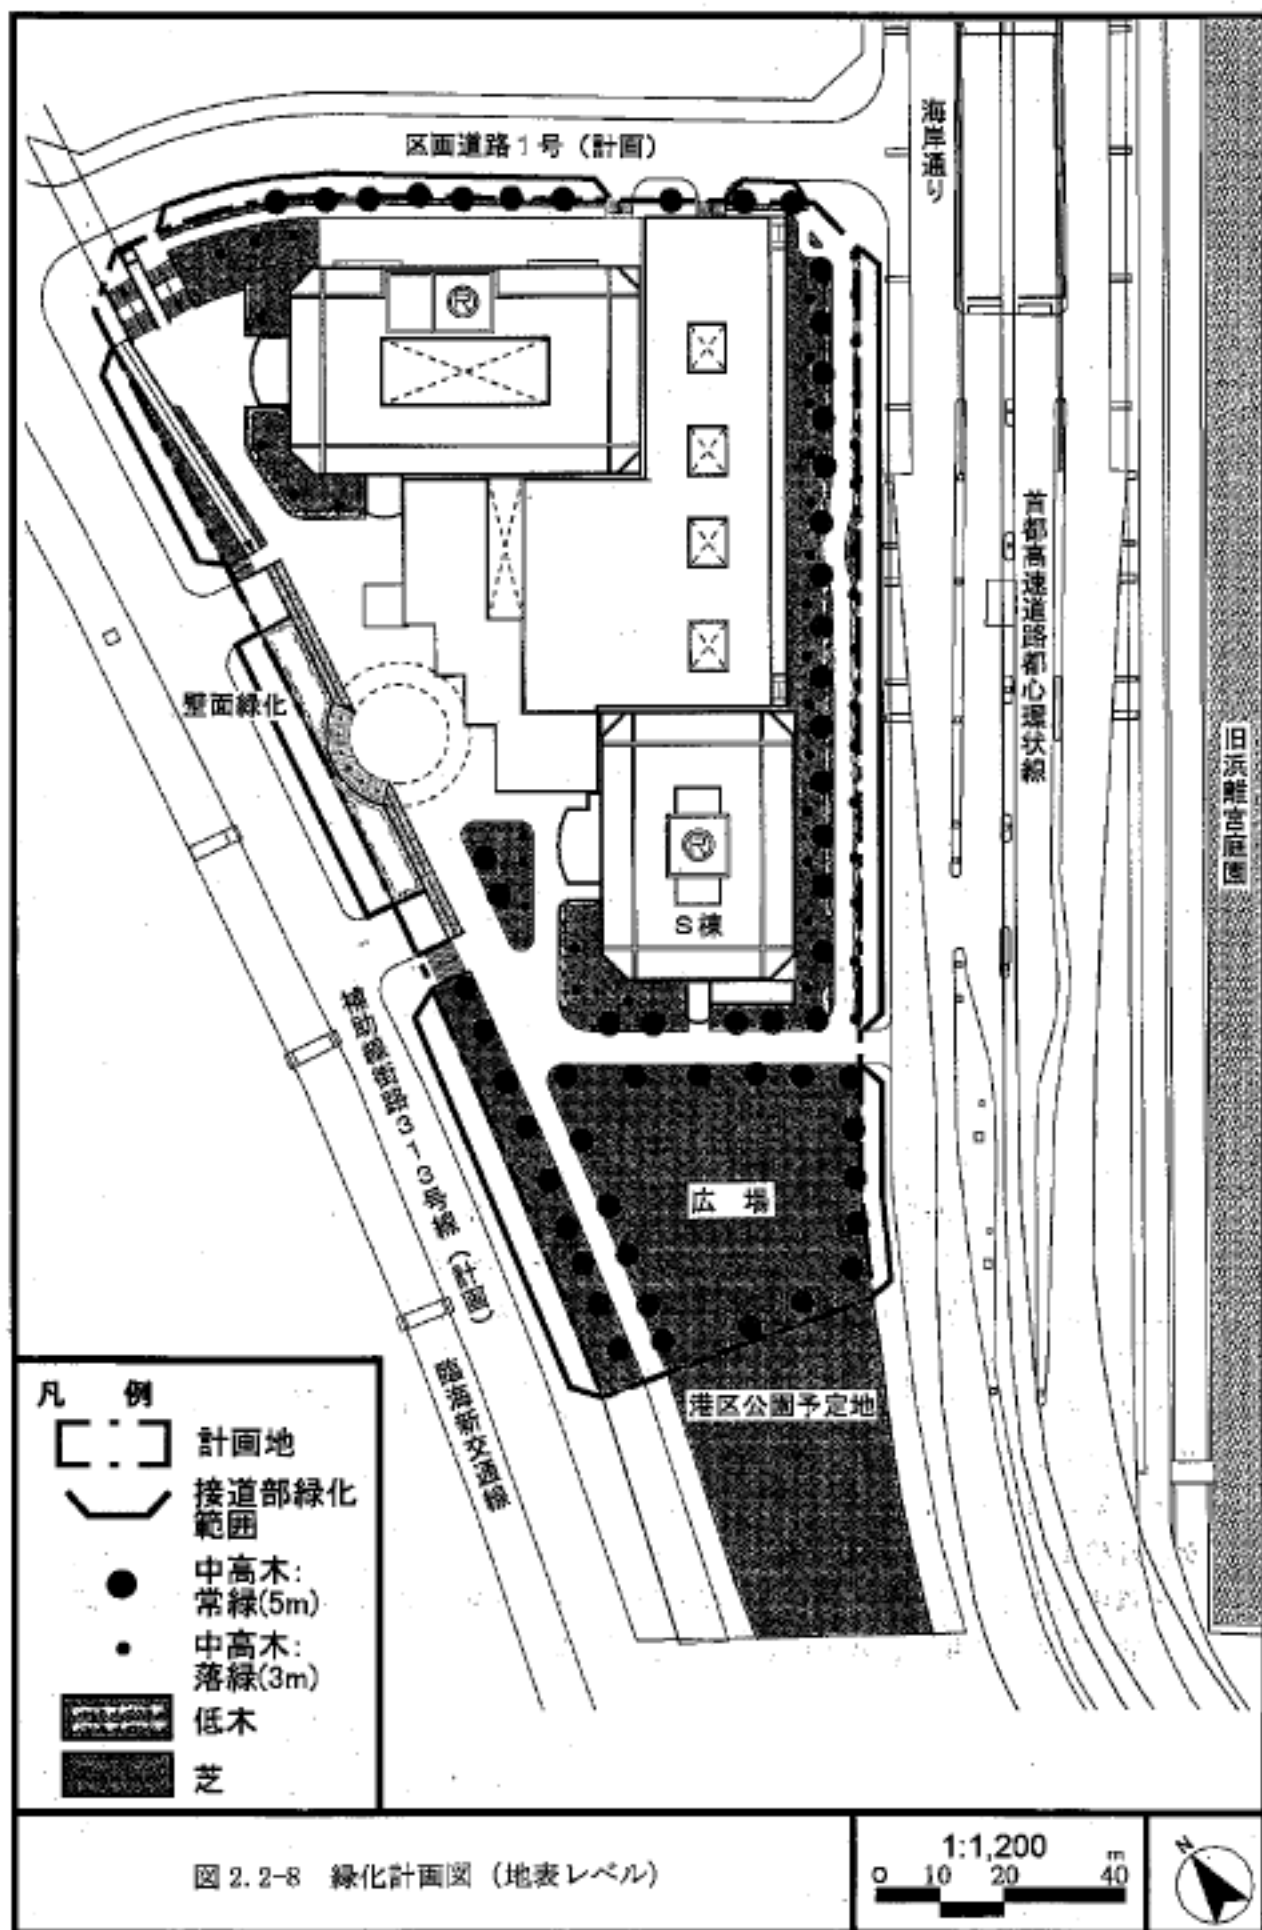 区画道路1号（計画）
海岸通り
首都高速道路都心環状線
旧浜離宮庭園
壁面緑化
R
R
S棟
補助線街路313号線（計画）
広場
港区公園予定地
臨海新交通線
凡例
計画地
接道部緑化
範囲
中高木:
常緑(5m)
中高木:
落緑(3m)
低木
芝
図2.2-8 緑化計画図（地表レベル）
1:1,200
m
0 10 20 40
N